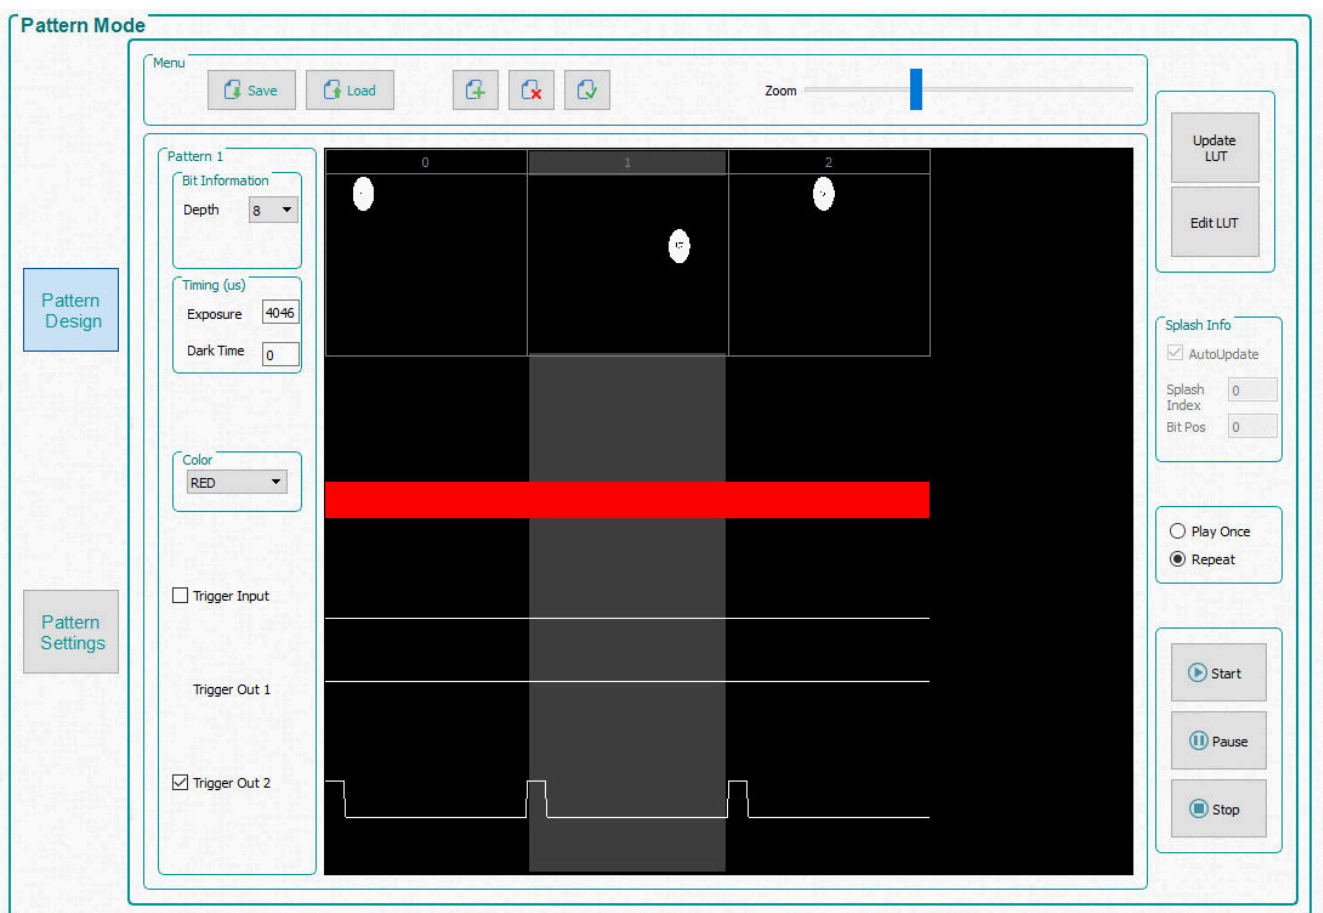 Pattern Mode
Menu
Save
Load
Zoom
Pattern 1
Bit Information
Depth
8
Timing (us)
Exposure
4046
Dark Time
0
Color
RED
Trigger Input
Trigger Out 1
Trigger Out 2
0
1
2
Pattern
Design
Pattern
Settings
Update
LUT
Edit LUT
Splash Info
AutoUpdate
Splash
Index
0
Bit Pos
0
Play Once
Repeat
Start
Pause
Stop